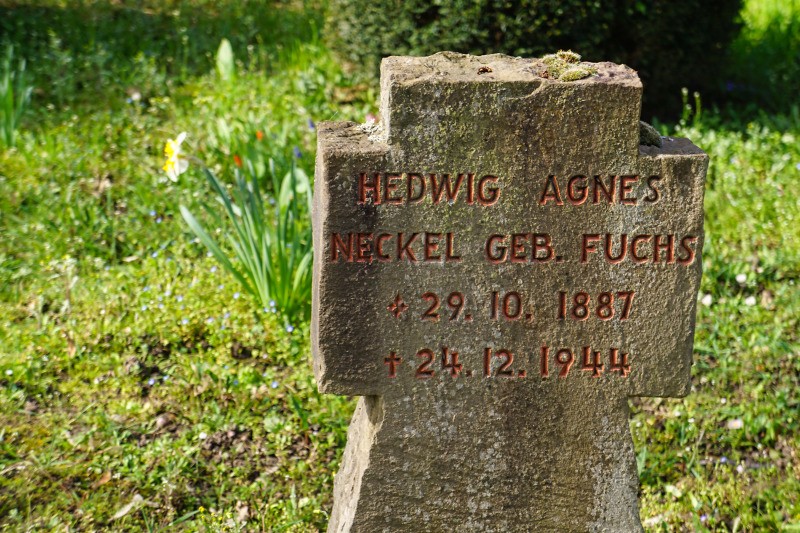 HEDWIG AGNES
NECKEL GEB. FUCHS
✣ 29. 10. 1887
✝ 24. 12. 1944